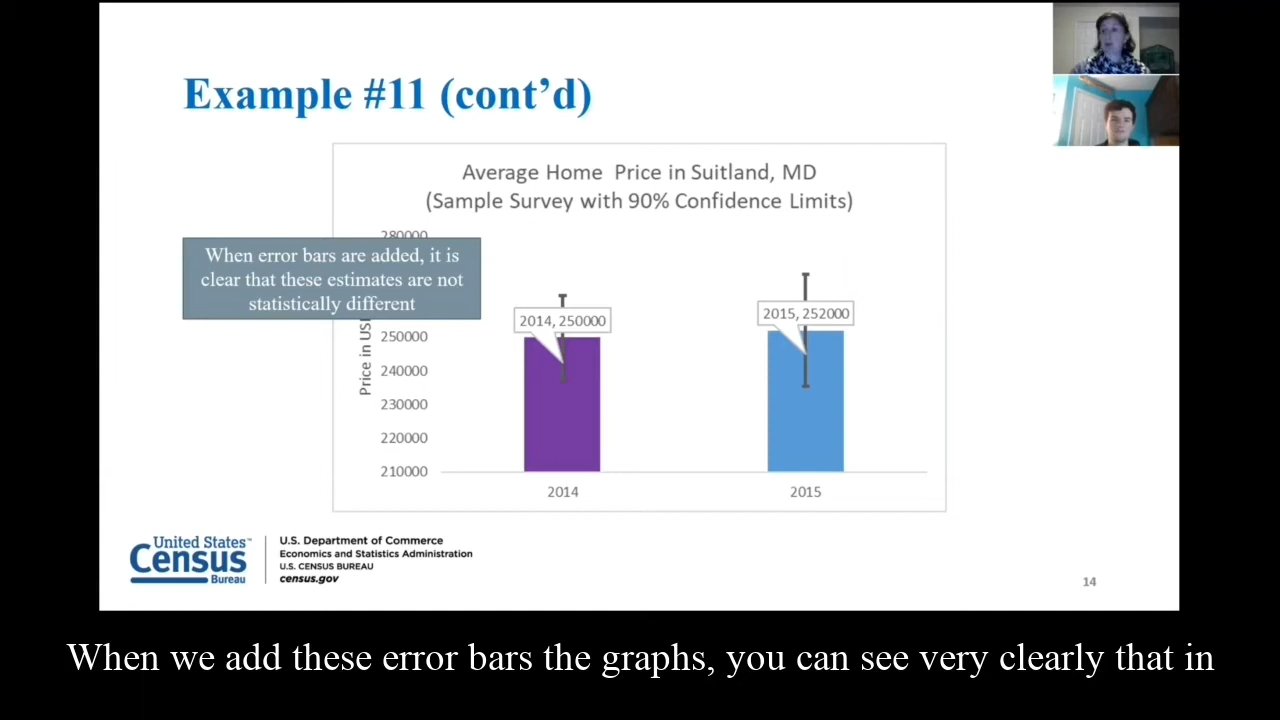 Example #11 (cont’d)
Average Home  Price in Suitland, MD
(Sample Survey with 90% Confidence Limits)
280000
When error bars are added, it is
clear that these estimates are not
statistically different
2014, 250000
2015, 252000
Price in US
250000
240000
230000
220000
210000
2014
2015
United States™
Census
Bureau
U.S. Department of Commerce
Economics and Statistics Administration
U.S. CENSUS BUREAU
census.gov
14
When we add these error bars the graphs, you can see very clearly that in